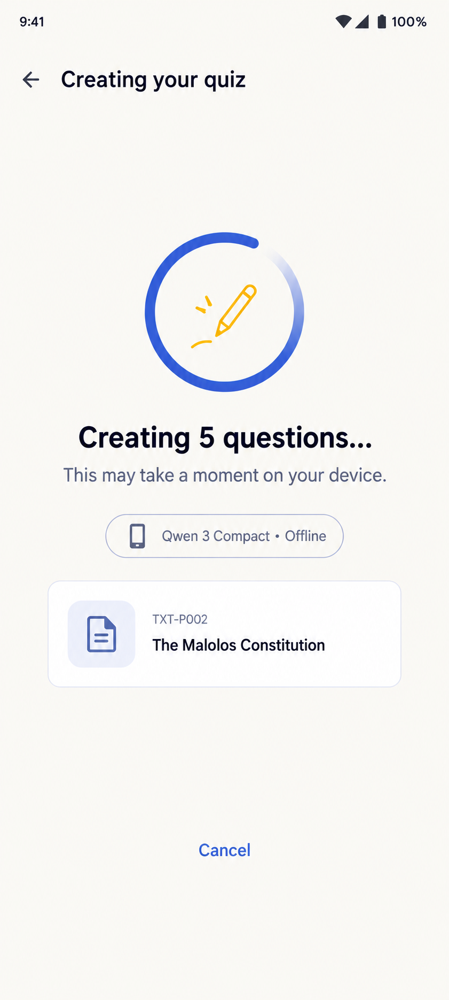 9:41
100%
Creating your quiz
Creating 5 questions...
This may take a moment on your device.
Qwen 3 Compact • Offline
TXT-P002
The Malolos Constitution
Cancel